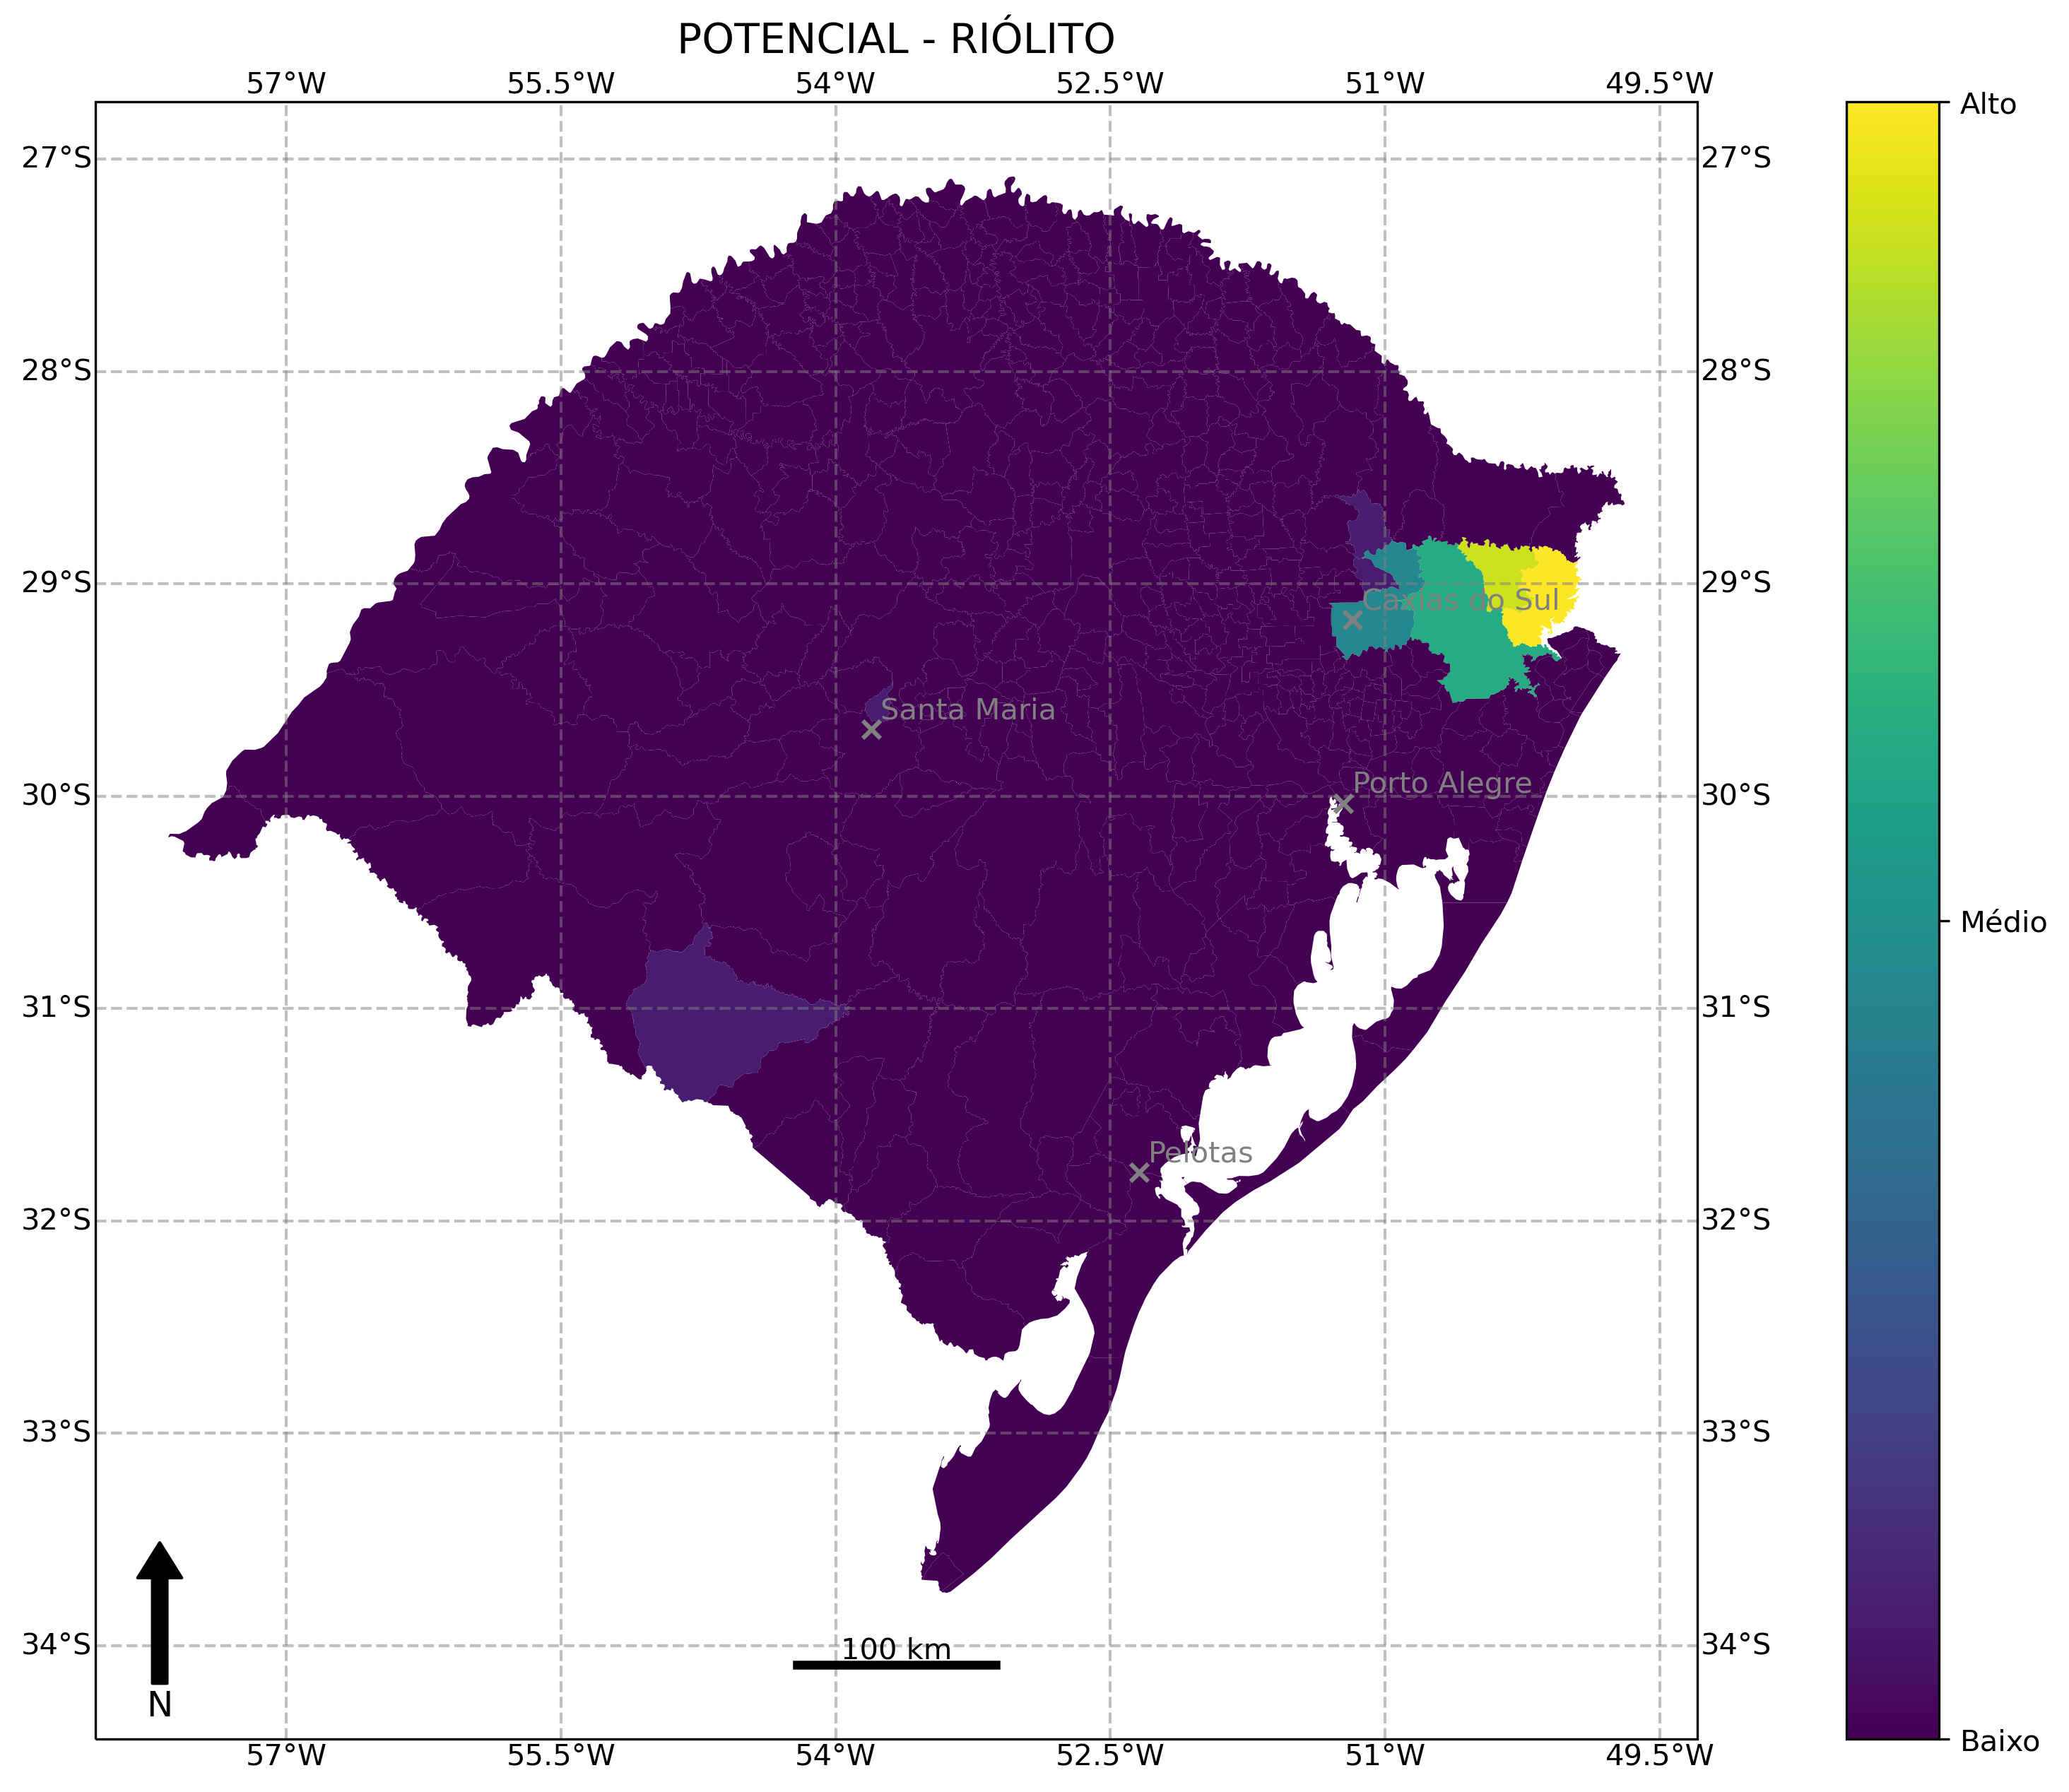 POTENCIAL - RIÓLITO
57°W 55.5°W 54°W 52.5°W 51°W 49.5°W
Alto
27°S 27°S
28°S 28°S
29°S 29°S
Caxias do Sul
Santa Maria
Porto Alegre
30°S 30°S
Médio
31°S 31°S
Pelotas
32°S 32°S
33°S 33°S
34°S 34°S
100 km
N
Baixo
57°W 55.5°W 54°W 52.5°W 51°W 49.5°W